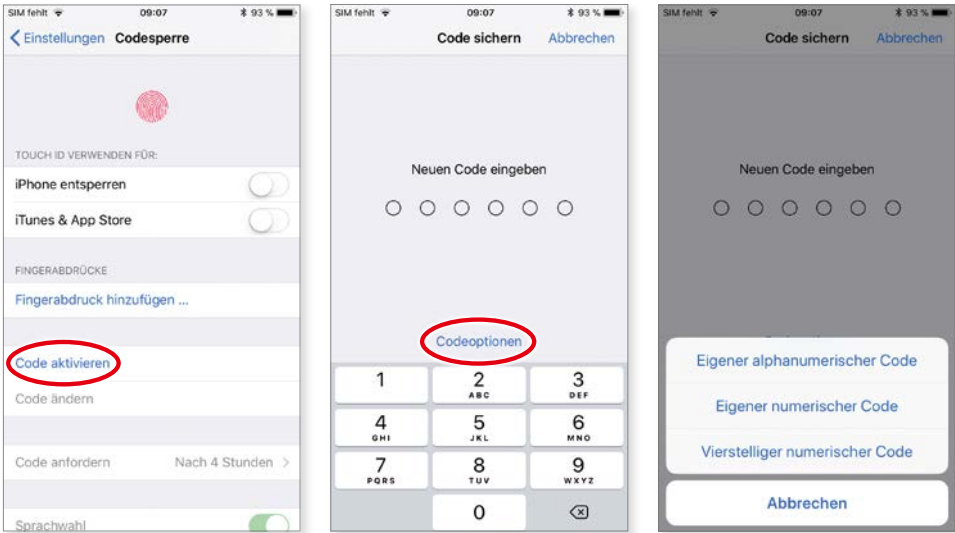 SIM fehlt 09:07 93 %
Einstellungen Codesperre
TOUCH ID VERWENDEN FÜR:
iPhone entsperren
iTunes & App Store
FINGERABDRÜCKE
Fingerabdruck hinzufügen ...
Code aktivieren
Code ändern
Code anfordern Nach 4 Stunden
Sprachwahl
SIM fehlt 09:07 93 %
Code sichern Abbrechen
Neuen Code eingeben
Codeoptionen
1 2 3
ABC DEF
4 5 6
GHI JKL MNO
7 8 9
PQRS TUV WXYZ
0
SIM fehlt 09:07 93 %
Code sichern Abbrechen
Neuen Code eingeben
Eigener alphanumerischer Code
Eigener numerischer Code
Vierstelliger numerischer Code
Abbrechen